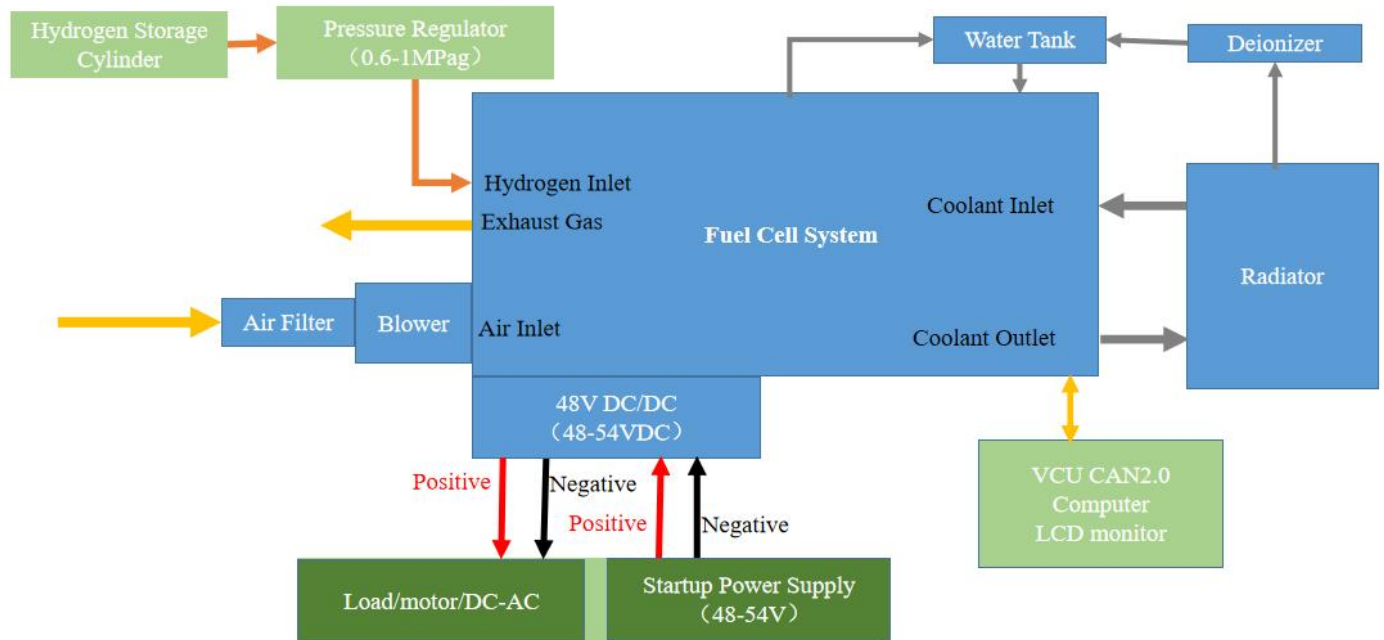 Hydrogen Storage
Cylinder
Pressure Regulator
（0.6-1MPag）
Water Tank
Deionizer
Hydrogen Inlet
Exhaust Gas
Fuel Cell System
Coolant Inlet
Radiator
Air Filter
Blower
Air Inlet
Coolant Outlet
48V DC/DC
（48-54VDC）
Positive
Negative
Positive
Negative
VCU CAN2.0
Computer
LCD monitor
Load/motor/DC-AC
Startup Power Supply
（48-54V）